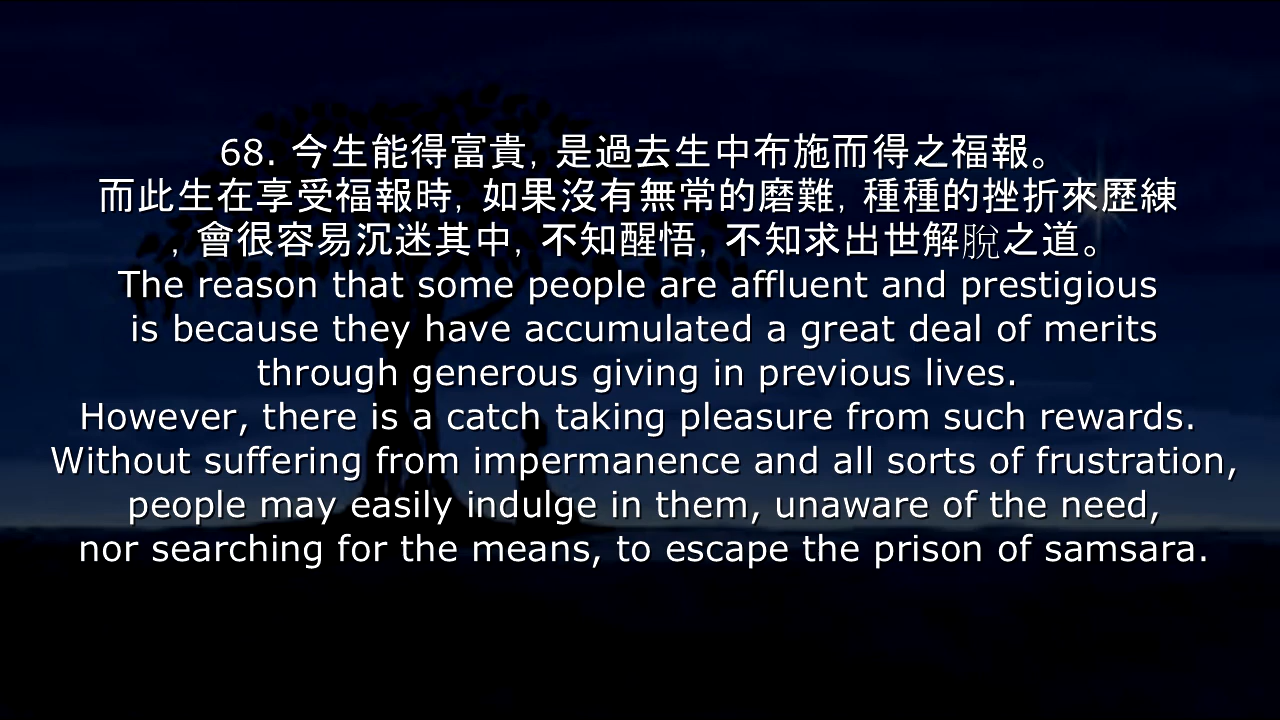 68. 今生能得富貴, 是過去生中布施而得之福報。
而此生在享受福報時, 如果沒有無常的磨難, 種種的挫折來歷練
, 會很容易沉迷其中, 不知醒悟, 不知求出世解脫之道。
The reason that some people are affluent and prestigious
is because they have accumulated a great deal of merits
through generous giving in previous lives.
However, there is a catch taking pleasure from such rewards.
Without suffering from impermanence and all sorts of frustration,
people may easily indulge in them, unaware of the need,
nor searching for the means, to escape the prison of samsara.